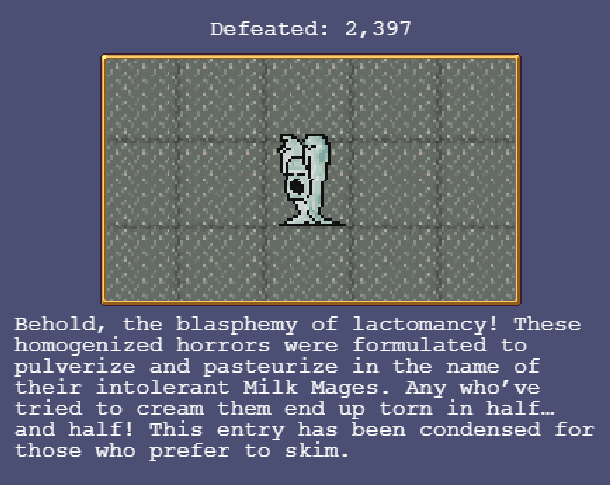 Defeated: 2,397
Behold, the blasphemy of lactomancy! These
homogenized horrors were formulated to
pulverize and pasteurize in the name of
their intolerant Milk Mages. Any who’ve
tried to cream them end up torn in half…
and half! This entry has been condensed for
those who prefer to skim.